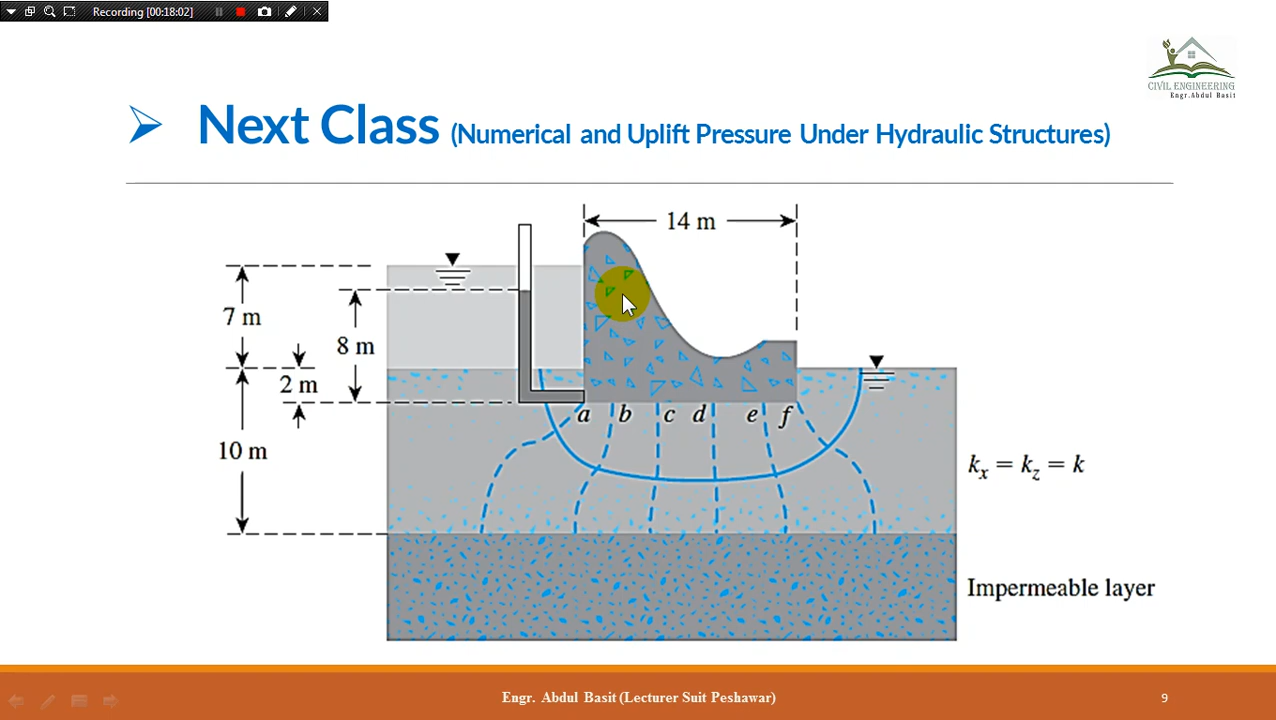 Recording [00:18:02]
CIVIL ENGINEERING
Engr.Abdul Basit
Next Class (Numerical and Uplift Pressure Under Hydraulic Structures)
14 m
7 m
8 m
2 m
a b c d e f
10 m
kx = kz = k
Impermeable layer
Engr. Abdul Basit (Lecturer Suit Peshawar)
9